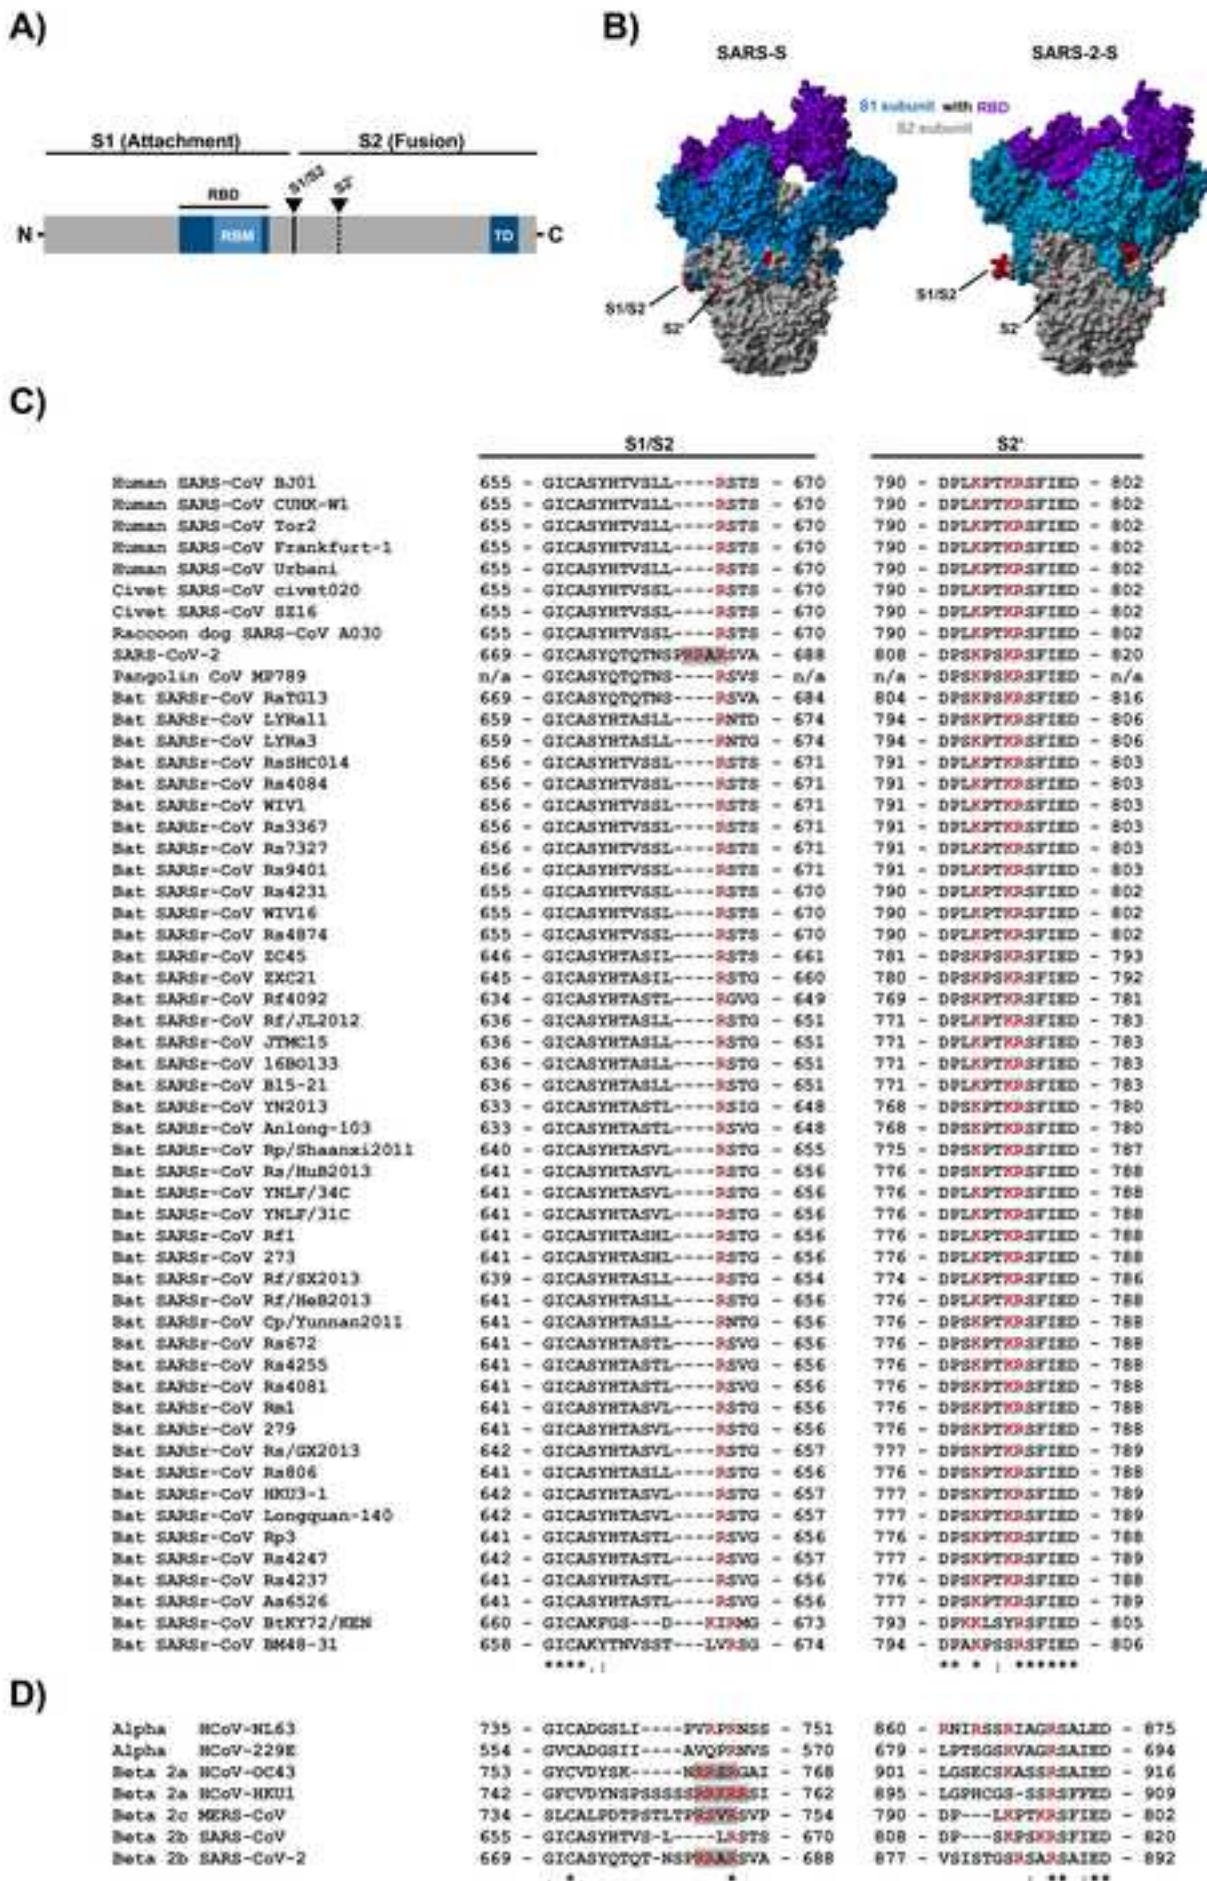 A)
S1 (Attachment) S2 (Fusion)
RBD S1/S2 S2'
N RBM TD C
B)
SARS-S SARS-2-S
S1 subunit with RBD
S2 subunit
S1/S2 S2' S1/S2 S2'
C)
S1/S2 S2'
Human SARS-CoV BJ01 655 - GICASYHTVSLL----RSTS - 670 790 - DPLKPTKRSFIED - 802
Human SARS-CoV CUHK-W1 655 - GICASYHTVSLL----RSTS - 670 790 - DPLKPTKRSFIED - 802
Human SARS-CoV Tor2 655 - GICASYHTVSLL----RSTS - 670 790 - DPLKPTKRSFIED - 802
Human SARS-CoV Frankfurt-1 655 - GICASYHTVSLL----RSTS - 670 790 - DPLKPTKRSFIED - 802
Human SARS-CoV Urbani 655 - GICASYHTVSLL----RSTS - 670 790 - DPLKPTKRSFIED - 802
Civet SARS-CoV civet020 655 - GICASYHTVSLL----RSTS - 670 790 - DPLKPTKRSFIED - 802
Civet SARS-CoV SZ16 655 - GICASYHTVSLL----RSTS - 670 790 - DPLKPTKRSFIED - 802
Raccoon dog SARS-CoV A030 655 - GICASYHTVSLL----RSTS - 670 790 - DPLKPTKRSFIED - 802
SARS-CoV-2 669 - GICASYQTQTNSPRRARSVA - 688 808 - DPSKPSKRSFIED - 820
Pangolin CoV MP789 n/a - GICASYQTQTNS----RSVS - n/a n/a - DPSKPSKRSFIED - n/a
Bat SARSr-CoV RaTG13 669 - GICASYQTQTNS----RSVA - 684 804 - DPSKPSKRSFIED - 816
Bat SARSr-CoV LYRa11 659 - GICASYHTASLL----RNTD - 674 794 - DPSKPTKRSFIED - 806
Bat SARSr-CoV LYRa3 659 - GICASYHTASLL----RNTG - 674 794 - DPSKPTKRSFIED - 806
Bat SARSr-CoV RsSHC014 656 - GICASYHTVSSL----RSTS - 671 791 - DPLKPTKRSFIED - 803
Bat SARSr-CoV Rs4084 656 - GICASYHTVSSL----RSTS - 671 791 - DPLKPTKRSFIED - 803
Bat SARSr-CoV WIV1 656 - GICASYHTVSSL----RSTS - 671 791 - DPLKPTKRSFIED - 803
Bat SARSr-CoV Rs3367 656 - GICASYHTVSSL----RSTS - 671 791 - DPLKPTKRSFIED - 803
Bat SARSr-CoV Rs7327 656 - GICASYHTVSSL----RSTS - 671 791 - DPLKPTKRSFIED - 803
Bat SARSr-CoV Rs9401 656 - GICASYHTVSSL----RSTS - 671 791 - DPLKPTKRSFIED - 803
Bat SARSr-CoV Rs4231 655 - GICASYHTVSSL----RSTS - 670 790 - DPLKPTKRSFIED - 802
Bat SARSr-CoV WIV16 655 - GICASYHTVSSL----RSTS - 670 790 - DPLKPTKRSFIED - 802
Bat SARSr-CoV Rs4874 655 - GICASYHTVSSL----RSTS - 670 790 - DPLKPTKRSFIED - 802
Bat SARSr-CoV ZC45 646 - GICASYHTASIL----RSTS - 661 781 - DPSKPSKRSFIED - 793
Bat SARSr-CoV ZXC21 645 - GICASYHTASIL----RSTG - 660 780 - DPSKPSKRSFIED - 792
Bat SARSr-CoV Rf4092 634 - GICASYHTASTL----RGVG - 649 769 - DPSKPTKRSFIED - 781
Bat SARSr-CoV Rf/JL2012 636 - GICASYHTASLL----RSTG - 651 771 - DPLKPTKRSFIED - 783
Bat SARSr-CoV JTMC15 636 - GICASYHTASLL----RSTG - 651 771 - DPLKPTKRSFIED - 783
Bat SARSr-CoV 16BO133 636 - GICASYHTASLL----RSTG - 651 771 - DPLKPTKRSFIED - 783
Bat SARSr-CoV B15-21 636 - GICASYHTASLL----RSTG - 651 771 - DPLKPTKRSFIED - 783
Bat SARSr-CoV YN2013 633 - GICASYHTASTL----RSIG - 648 768 - DPSKPTKRSFIED - 780
Bat SARSr-CoV Anlong-103 633 - GICASYHTASTL----RSVG - 648 768 - DPSKPTKRSFIED - 780
Bat SARSr-CoV Rp/Shaanxi2011 640 - GICASYHTASVL----RSTG - 655 775 - DPSKPTKRSFIED - 787
Bat SARSr-CoV Rs/HuB2013 641 - GICASYHTASVL----RSTG - 656 776 - DPSKPTKRSFIED - 788
Bat SARSr-CoV YNLF/34C 641 - GICASYHTASVL----RSTG - 656 776 - DPSKPTKRSFIED - 788
Bat SARSr-CoV YNLF/31C 641 - GICASYHTASVL----RSTG - 656 776 - DPSKPTKRSFIED - 788
Bat SARSr-CoV Rf1 641 - GICASYHTASHL----RSTG - 656 776 - DPLKPTKRSFIED - 788
Bat SARSr-CoV 273 641 - GICASYHTASHL----RSTG - 656 776 - DPLKPTKRSFIED - 788
Bat SARSr-CoV Rf/SX2013 639 - GICASYHTASLL----RSTG - 654 774 - DPLKPTKRSFIED - 786
Bat SARSr-CoV Rf/HeB2013 641 - GICASYHTASLL----RSTG - 656 776 - DPLKPTKRSFIED - 788
Bat SARSr-CoV Cp/Yunnan2011 641 - GICASYHTASLL----RNTG - 656 776 - DPSKPTKRSFIED - 788
Bat SARSr-CoV Rs672 641 - GICASYHTASTL----RSVG - 656 776 - DPSKPTKRSFIED - 788
Bat SARSr-CoV Rs4255 641 - GICASYHTASTL----RSVG - 656 776 - DPSKPTKRSFIED - 788
Bat SARSr-CoV Rs4081 641 - GICASYHTASTL----RSVG - 656 776 - DPSKPTKRSFIED - 788
Bat SARSr-CoV Rm1 641 - GICASYHTASVL----RSTG - 656 776 - DPSKPTKRSFIED - 788
Bat SARSr-CoV 279 641 - GICASYHTASVL----RSTG - 656 776 - DPSKPTKRSFIED - 788
Bat SARSr-CoV Rs/GX2013 642 - GICASYHTASVL----RSTG - 657 777 - DPSKPTKRSFIED - 789
Bat SARSr-CoV Rs806 641 - GICASYHTASLL----RSTG - 656 776 - DPSKPTKRSFIED - 788
Bat SARSr-CoV HKU3-1 642 - GICASYHTASVL----RSTG - 657 777 - DPSKPTKRSFIED - 789
Bat SARSr-CoV Longquan-140 642 - GICASYHTASTL----RSTG - 657 777 - DPSKPTKRSFIED - 789
Bat SARSr-CoV Rp3 641 - GICASYHTASTL----RSVG - 656 776 - DPSKPTKRSFIED - 788
Bat SARSr-CoV Rs4247 642 - GICASYHTASTL----RSVG - 657 777 - DPSKPTKRSFIED - 789
Bat SARSr-CoV Rs4237 641 - GICASYHTASTL----RSVG - 656 776 - DPSKPTKRSFIED - 788
Bat SARSr-CoV As6526 641 - GICASYHTASTL----RSVG - 656 777 - DPSKPTKRSFIED - 789
Bat SARSr-CoV BtKY72/KEN 660 - GICAKFGS---D---KIRMG - 673 793 - DPKKLSYRSFIED - 805
Bat SARSr-CoV BM48-31 658 - GICAKYTNVSST---LVRSG - 674 794 - DPAKPSSRSFIED - 806
****.: ** * : ******
D)
Alpha HCoV-NL63 735 - GICADGSLI----PVRPRNSS - 751 860 - RNIRSSRIAGRSALED - 875
Alpha HCoV-229E 554 - GVCADGSII----AVQPRNVS - 570 679 - LPTSGSRVAGRSAIED - 694
Beta 2a HCoV-OC43 753 - GYCVDYSK-----NRRSRGAI - 768 901 - LGSECSKASSRSAIED - 916
Beta 2a HCoV-HKU1 742 - GFCVDYNSPSSSSSRRKRRSI - 762 895 - LGPHCGS-SSRSFFED - 909
Beta 2c MERS-CoV 734 - SLCALPDTPSTLTPRSVRSVP - 754 790 - DP---LKPTKRSFIED - 802
Beta 2b SARS-CoV 655 - GICASYHTVS-L----LRSTS - 670 808 - DP---SKPSKRSFIED - 820
Beta 2b SARS-CoV-2 669 - GICASYQTQT-NSPRRARSVA - 688 877 - VSISTGSRSARSAIED - 892